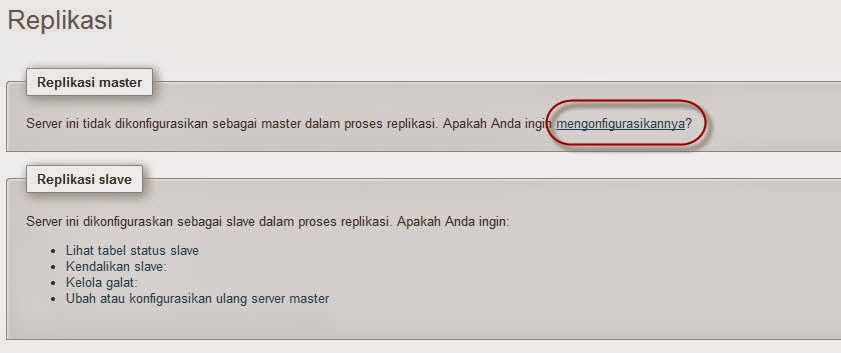 Replikasi
Replikasi master
Server ini tidak dikonfigurasikan sebagai master dalam proses replikasi. Apakah Anda ingin mengonfigurasikannya?
Replikasi slave
Server ini dikonfiguraskan sebagai slave dalam proses replikasi. Apakah Anda ingin:
• Lihat tabel status slave
• Kendalikan slave:
• Kelola galat:
• Ubah atau konfigurasikan ulang server master